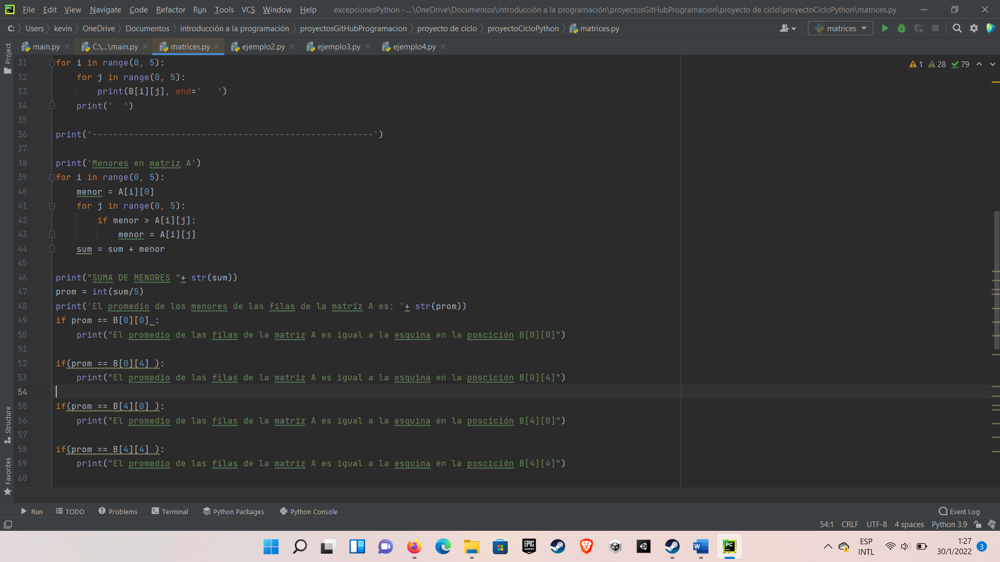 File Edit View Navigate Code Refactor Run Tools VCS Window Help excepcionesPython - ...\OneDrive\Documentos\introducción a la programación\proyectosGitHubProgramacion\proyecto de ciclo\proyectoCicloPython\matrices.py
C: Users kevin OneDrive Documentos introducción a la programación proyectosGitHubProgramacion proyecto de ciclo proyectoCicloPython matrices.py matrices
main.py C:\...\main.py matrices.py ejemplo2.py ejemplo3.py ejemplo4.py
Project
1 28 79
31 for i in range(0, 5):
32     for j in range(0, 5):
33         print(B[i][j], end='   ')
34     print('  ')
35
36 print('------------------------------------------------------')
37
38 print('Menores en matriz A')
39 for i in range(0, 5):
40     menor = A[i][0]
41     for j in range(0, 5):
42         if menor > A[i][j]:
43             menor = A[i][j]
44     sum = sum + menor
45
46 print("SUMA DE MENORES "+ str(sum))
47 prom = int(sum/5)
48 print('El promedio de los menores de las filas de la matriz A es: '+ str(prom))
49 if prom == B[0][0] :
50     print("El promedio de las filas de la matriz A es igual a la esquina en la poscición B[0][0]")
51
52 if(prom == B[0][4] ):
53     print("El promedio de las filas de la matriz A es igual a la esquina en la poscición B[0][4]")
54
55 if(prom == B[4][0] ):
56     print("El promedio de las filas de la matriz A es igual a la esquina en la poscición B[4][0]")
57
58 if(prom == B[4][4] ):
59     print("El promedio de las filas de la matriz A es igual a la esquina en la poscición B[4][4]")
60
Structure
Favorites
Run TODO Problems Terminal Python Packages Python Console Event Log
54:1 CRLF UTF-8 4 spaces Python 3.9
EPIC GAMES
W
PC
ESP
INTL
1:27
30/1/2022
3